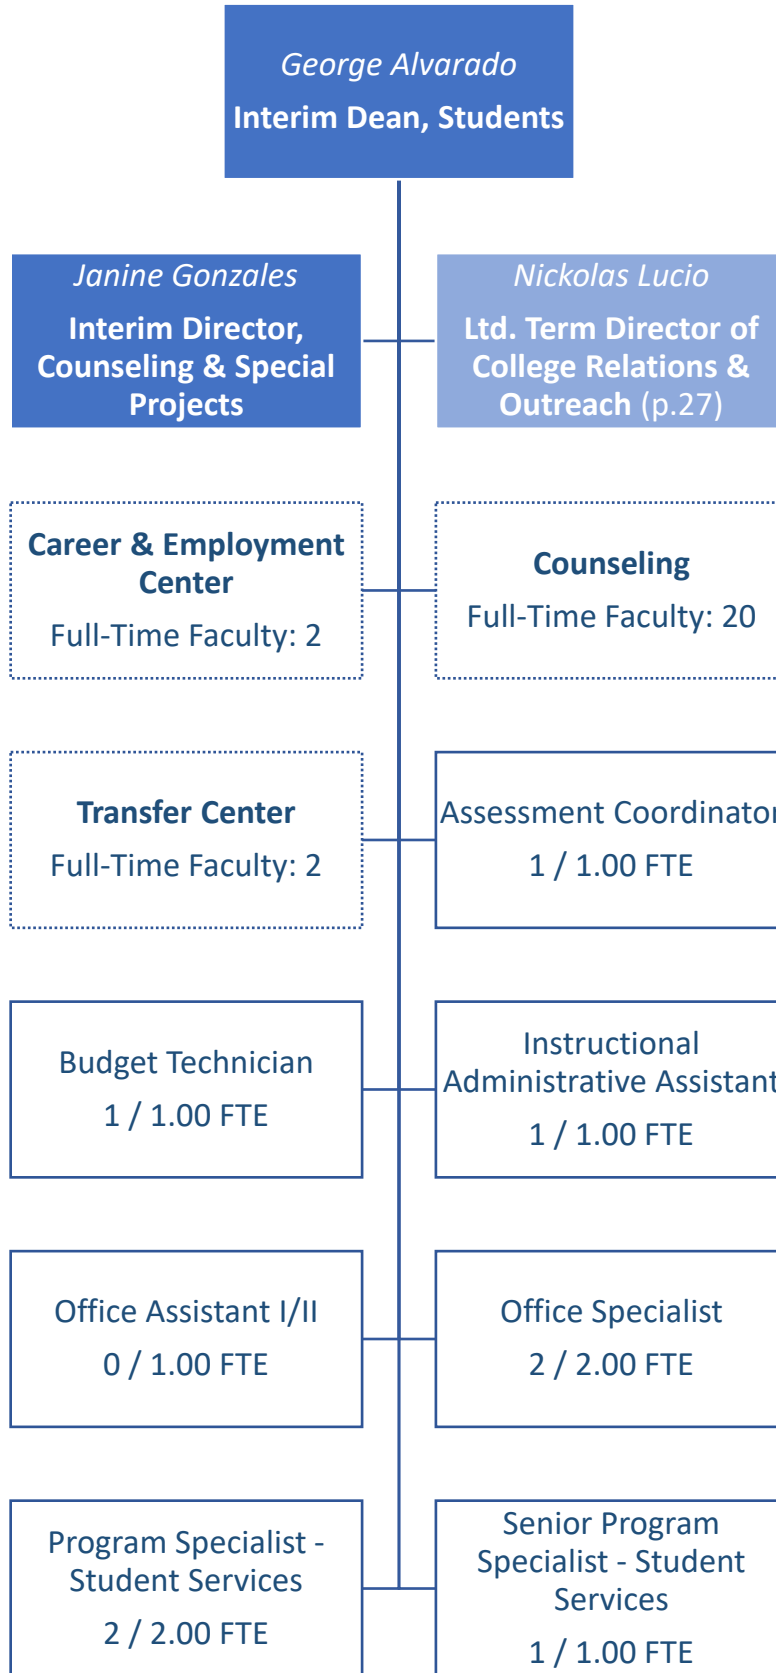 George Alvarado
Interim Dean, Students
Janine Gonzales
Interim Director,
Counseling & Special
Projects
Nickolas Lucio
Ltd. Term Director of
College Relations &
Outreach (p.27)
Career & Employment
Center
Full-Time Faculty: 2
Counseling
Full-Time Faculty: 20
Transfer Center
Full-Time Faculty: 2
Assessment Coordinator
1 / 1.00 FTE
Budget Technician
1 / 1.00 FTE
Instructional
Administrative Assistant
1 / 1.00 FTE
Office Assistant I/II
0 / 1.00 FTE
Office Specialist
2 / 2.00 FTE
Program Specialist -
Student Services
2 / 2.00 FTE
Senior Program
Specialist - Student
Services
1 / 1.00 FTE